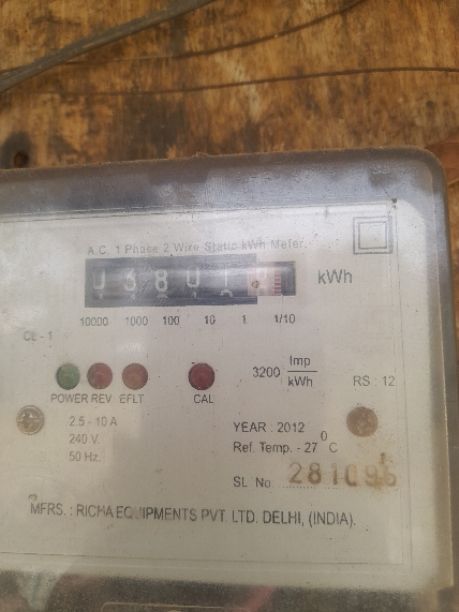 A.C. 1 Phase 2 Wire Static kWh Meter.
03801 kWh
10000 1000 100 10 1 1/10
CL - 1
3200 Imp/kWh
RS : 12
POWER REV EFLT CAL
2.5 - 10 A
240 V.
50 Hz.
YEAR : 2012
Ref. Temp. - 27 0 C
SL No 281096
MFRS. : RICHA EQUIPMENTS PVT. LTD. DELHI, (INDIA).